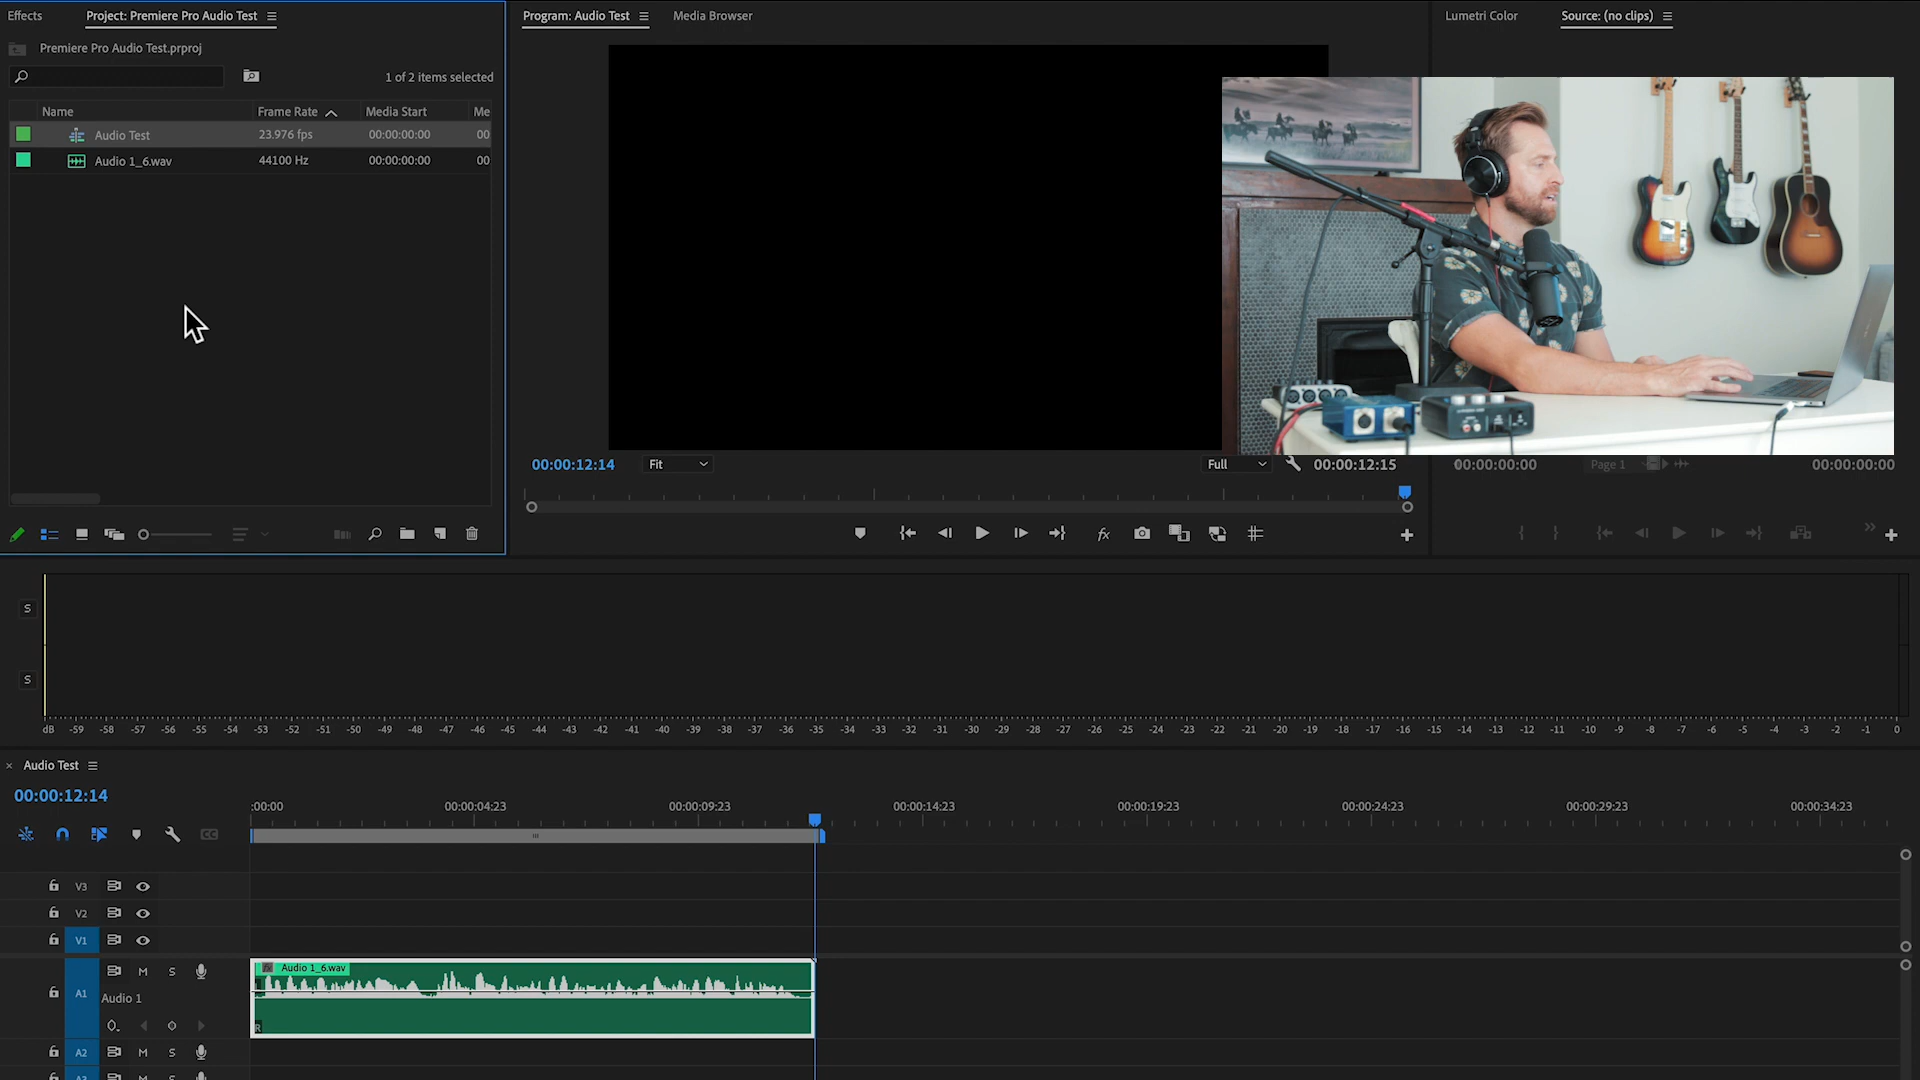 Effects
Project: Premiere Pro Audio Test
Program: Audio Test
Media Browser
Lumetri Color
Source: (no clips)
Premiere Pro Audio Test.prproj
1 of 2 items selected
Name
Frame Rate
Media Start
Me
Audio Test
23.976 fps
00:00:00:00
00
Audio 1_6.wav
44100 Hz
00:00:00:00
00
00:00:12:14
Fit
Full
00:00:12:15
00:00:00:00
Page 1
00:00:00:00
fx
S
S
dB -59 -58 -57 -56 -55 -54 -53 -52 -51 -50 -49 -48 -47 -46 -45 -44 -43 -42 -41 -40 -39 -38 -37 -36 -35 -34 -33 -32 -31 -30 -29 -28 -27 -26 -25 -24 -23 -22 -21 -20 -19 -18 -17 -16 -15 -14 -13 -12 -11 -10 -9 -8 -7 -6 -5 -4 -3 -2 -1 0
Audio Test
00:00:12:14
:00:00
00:00:04:23
00:00:09:23
00:00:14:23
00:00:19:23
00:00:24:23
00:00:29:23
00:00:34:23
CC
V3
V2
V1
Audio 1_6.wav
M S
A1
Audio 1
R
A2 M S
A3